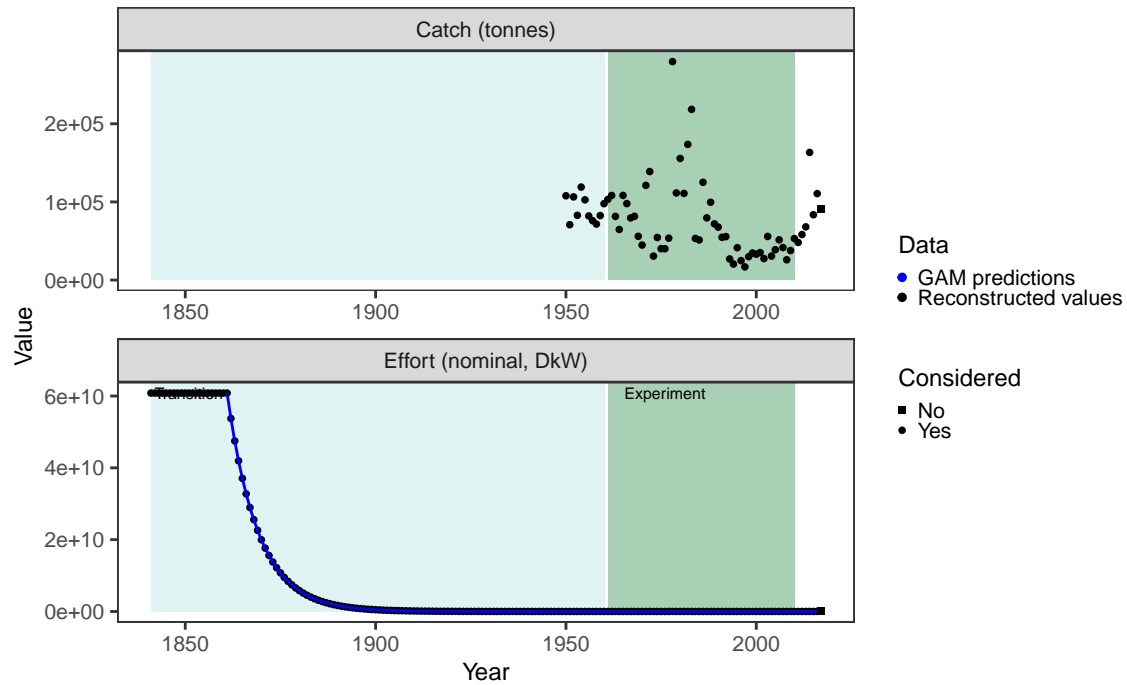 Catch (tonnes)
2e+05
1e+05
0e+00
1850 1900 1950 2000
Value
Effort (nominal, DkW)
Transition
Experiment
6e+10
4e+10
2e+10
0e+00
1850 1900 1950 2000
Year
Data
GAM predictions
Reconstructed values
Considered
No
Yes